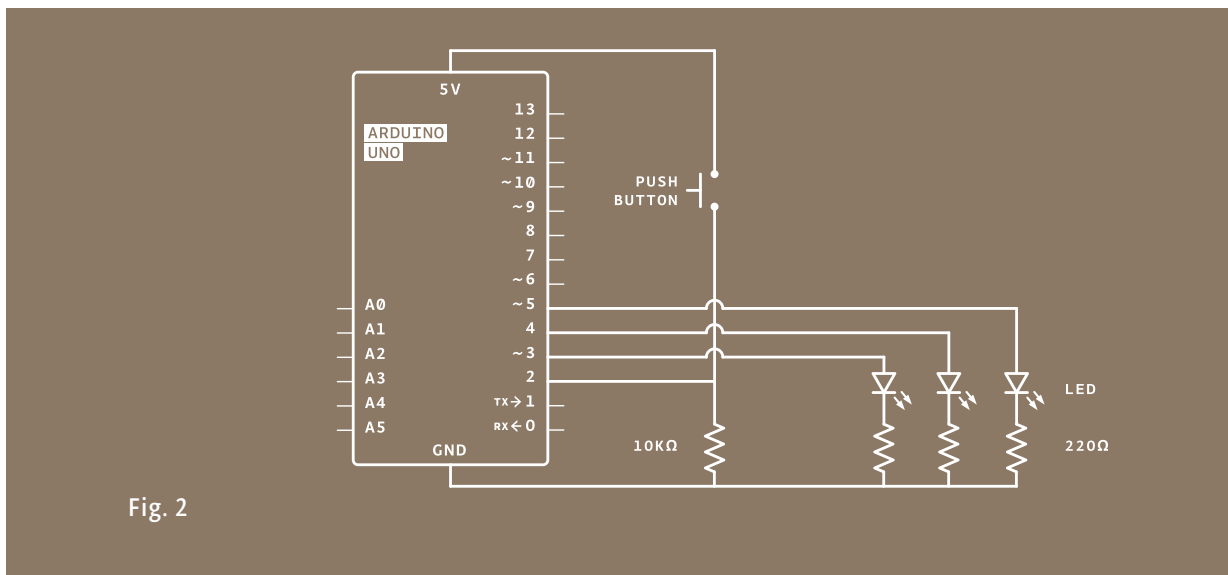 5V
ARDUINO
UNO
13
12
~11
~10
~9
8
7
~6
~5
4
~3
2
TX→1
RX←0
A0
A1
A2
A3
A4
A5
GND
PUSH
BUTTON
10KΩ
LED
220Ω
Fig. 2